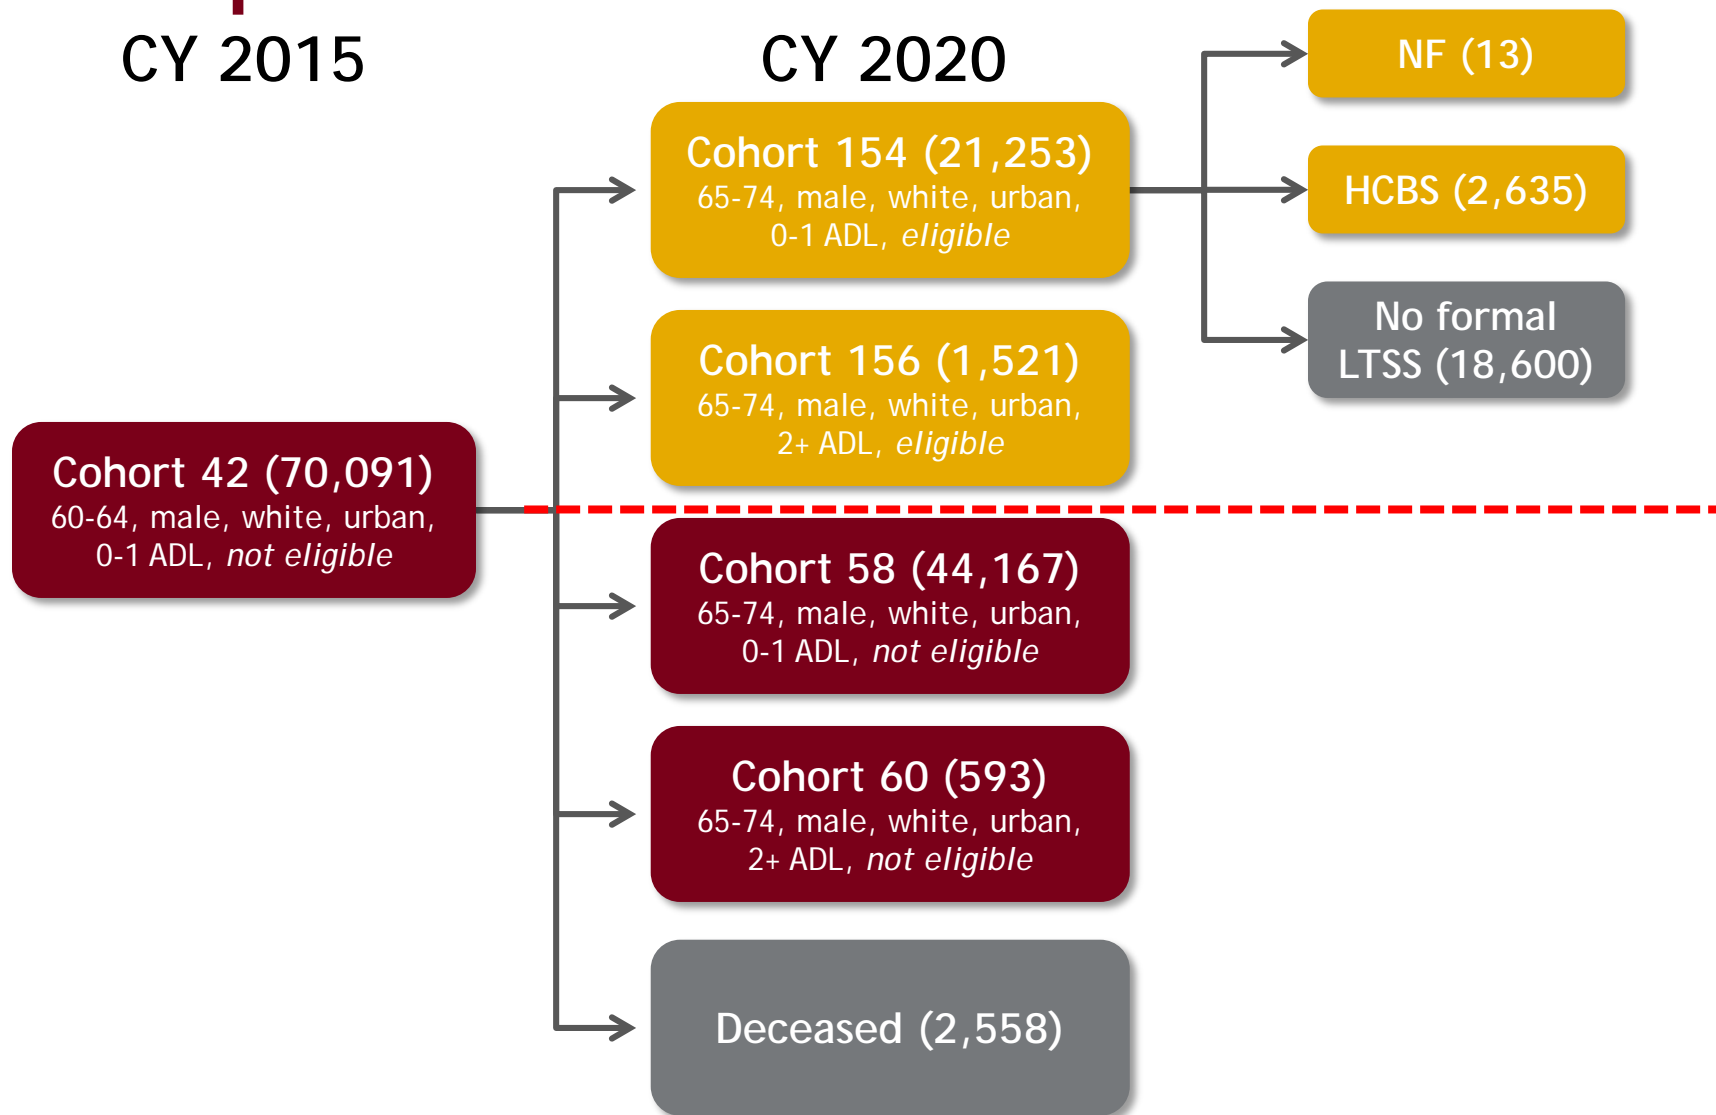 CY 2015
CY 2020
Cohort 42 (70,091)
60-64, male, white, urban,
0-1 ADL, not eligible
Cohort 154 (21,253)
65-74, male, white, urban,
0-1 ADL, eligible
Cohort 156 (1,521)
65-74, male, white, urban,
2+ ADL, eligible
Cohort 58 (44,167)
65-74, male, white, urban,
0-1 ADL, not eligible
Cohort 60 (593)
65-74, male, white, urban,
2+ ADL, not eligible
Deceased (2,558)
NF (13)
HCBS (2,635)
No formal
LTSS (18,600)